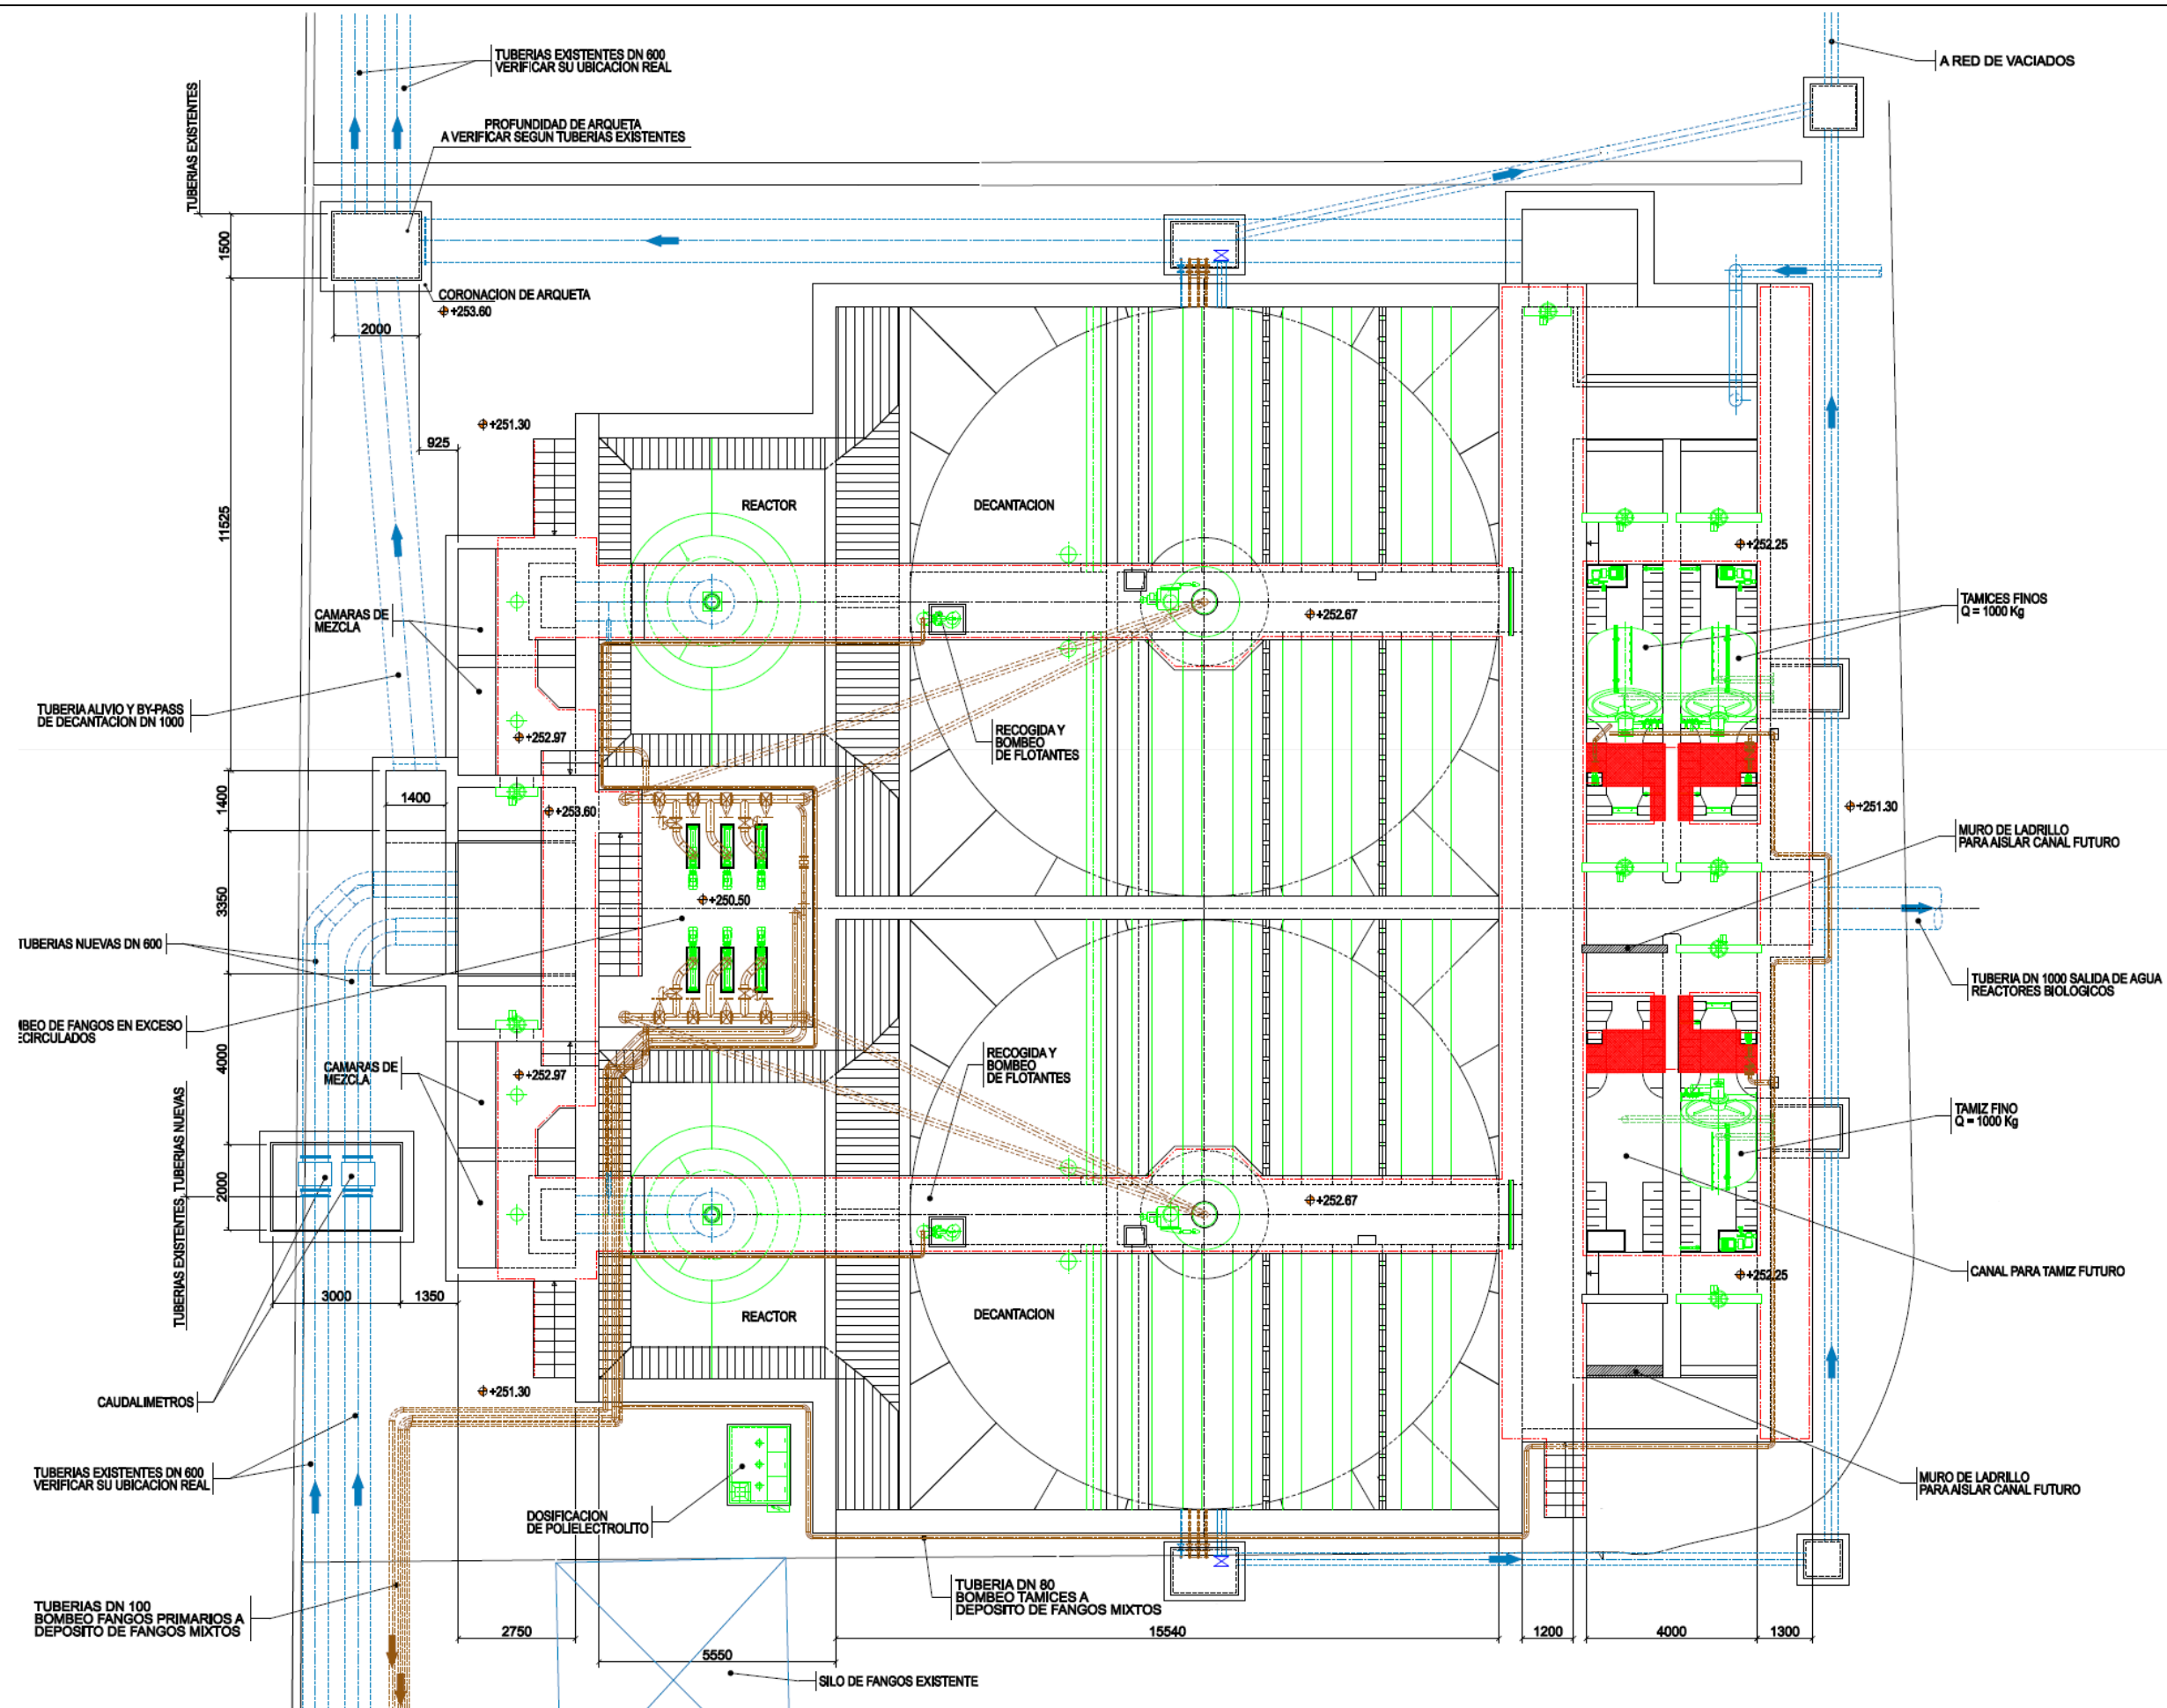 TUBERIAS EXISTENTES DN 600
VERIFICAR SU UBICACION REAL
A RED DE VACIADOS
TUBERIAS EXISTENTES
PROFUNDIDAD DE ARQUETA
A VERIFICAR SEGUN TUBERIAS EXISTENTES
1500
CORONACION DE ARQUETA
+253.60
2000
+251.30
925
11525
REACTOR
DECANTACION
+252.25
CAMARAS DE
MEZCLA
+252.67
TAMICES FINOS
Q = 1000 Kg
TUBERIA ALIVIO Y BY-PASS
DE DECANTACION DN 1000
+252.97
RECOGIDA Y
BOMBEO
DE FLOTANTES
1400
1400
+253.60
+251.30
MURO DE LADRILLO
PARA AISLAR CANAL FUTURO
3350
+250.50
TUBERIAS NUEVAS DN 600
TUBERIA DN 1000 SALIDA DE AGUA
REACTORES BIOLOGICOS
MBEO DE FANGOS EN EXCESO
ECIRCULADOS
4000
CAMARAS DE
MEZCLA
+252.97
RECOGIDA Y
BOMBEO
DE FLOTANTES
TAMIZ FINO
Q = 1000 Kg
TUBERIAS EXISTENTES, TUBERIAS NUEVAS
2000
+252.67
CANAL PARA TAMIZ FUTURO
+252.25
3000
1350
REACTOR
DECANTACION
+251.30
CAUDALIMETROS
TUBERIAS EXISTENTES DN 600
VERIFICAR SU UBICACION REAL
MURO DE LADRILLO
PARA AISLAR CANAL FUTURO
DOSIFICACION
DE POLIELECTROLITO
TUBERIA DN 80
BOMBEO TAMICES A
DEPOSITO DE FANGOS MIXTOS
TUBERIAS DN 100
BOMBEO FANGOS PRIMARIOS A
DEPOSITO DE FANGOS MIXTOS
2750
15540
1200
4000
1300
5550
SILO DE FANGOS EXISTENTE